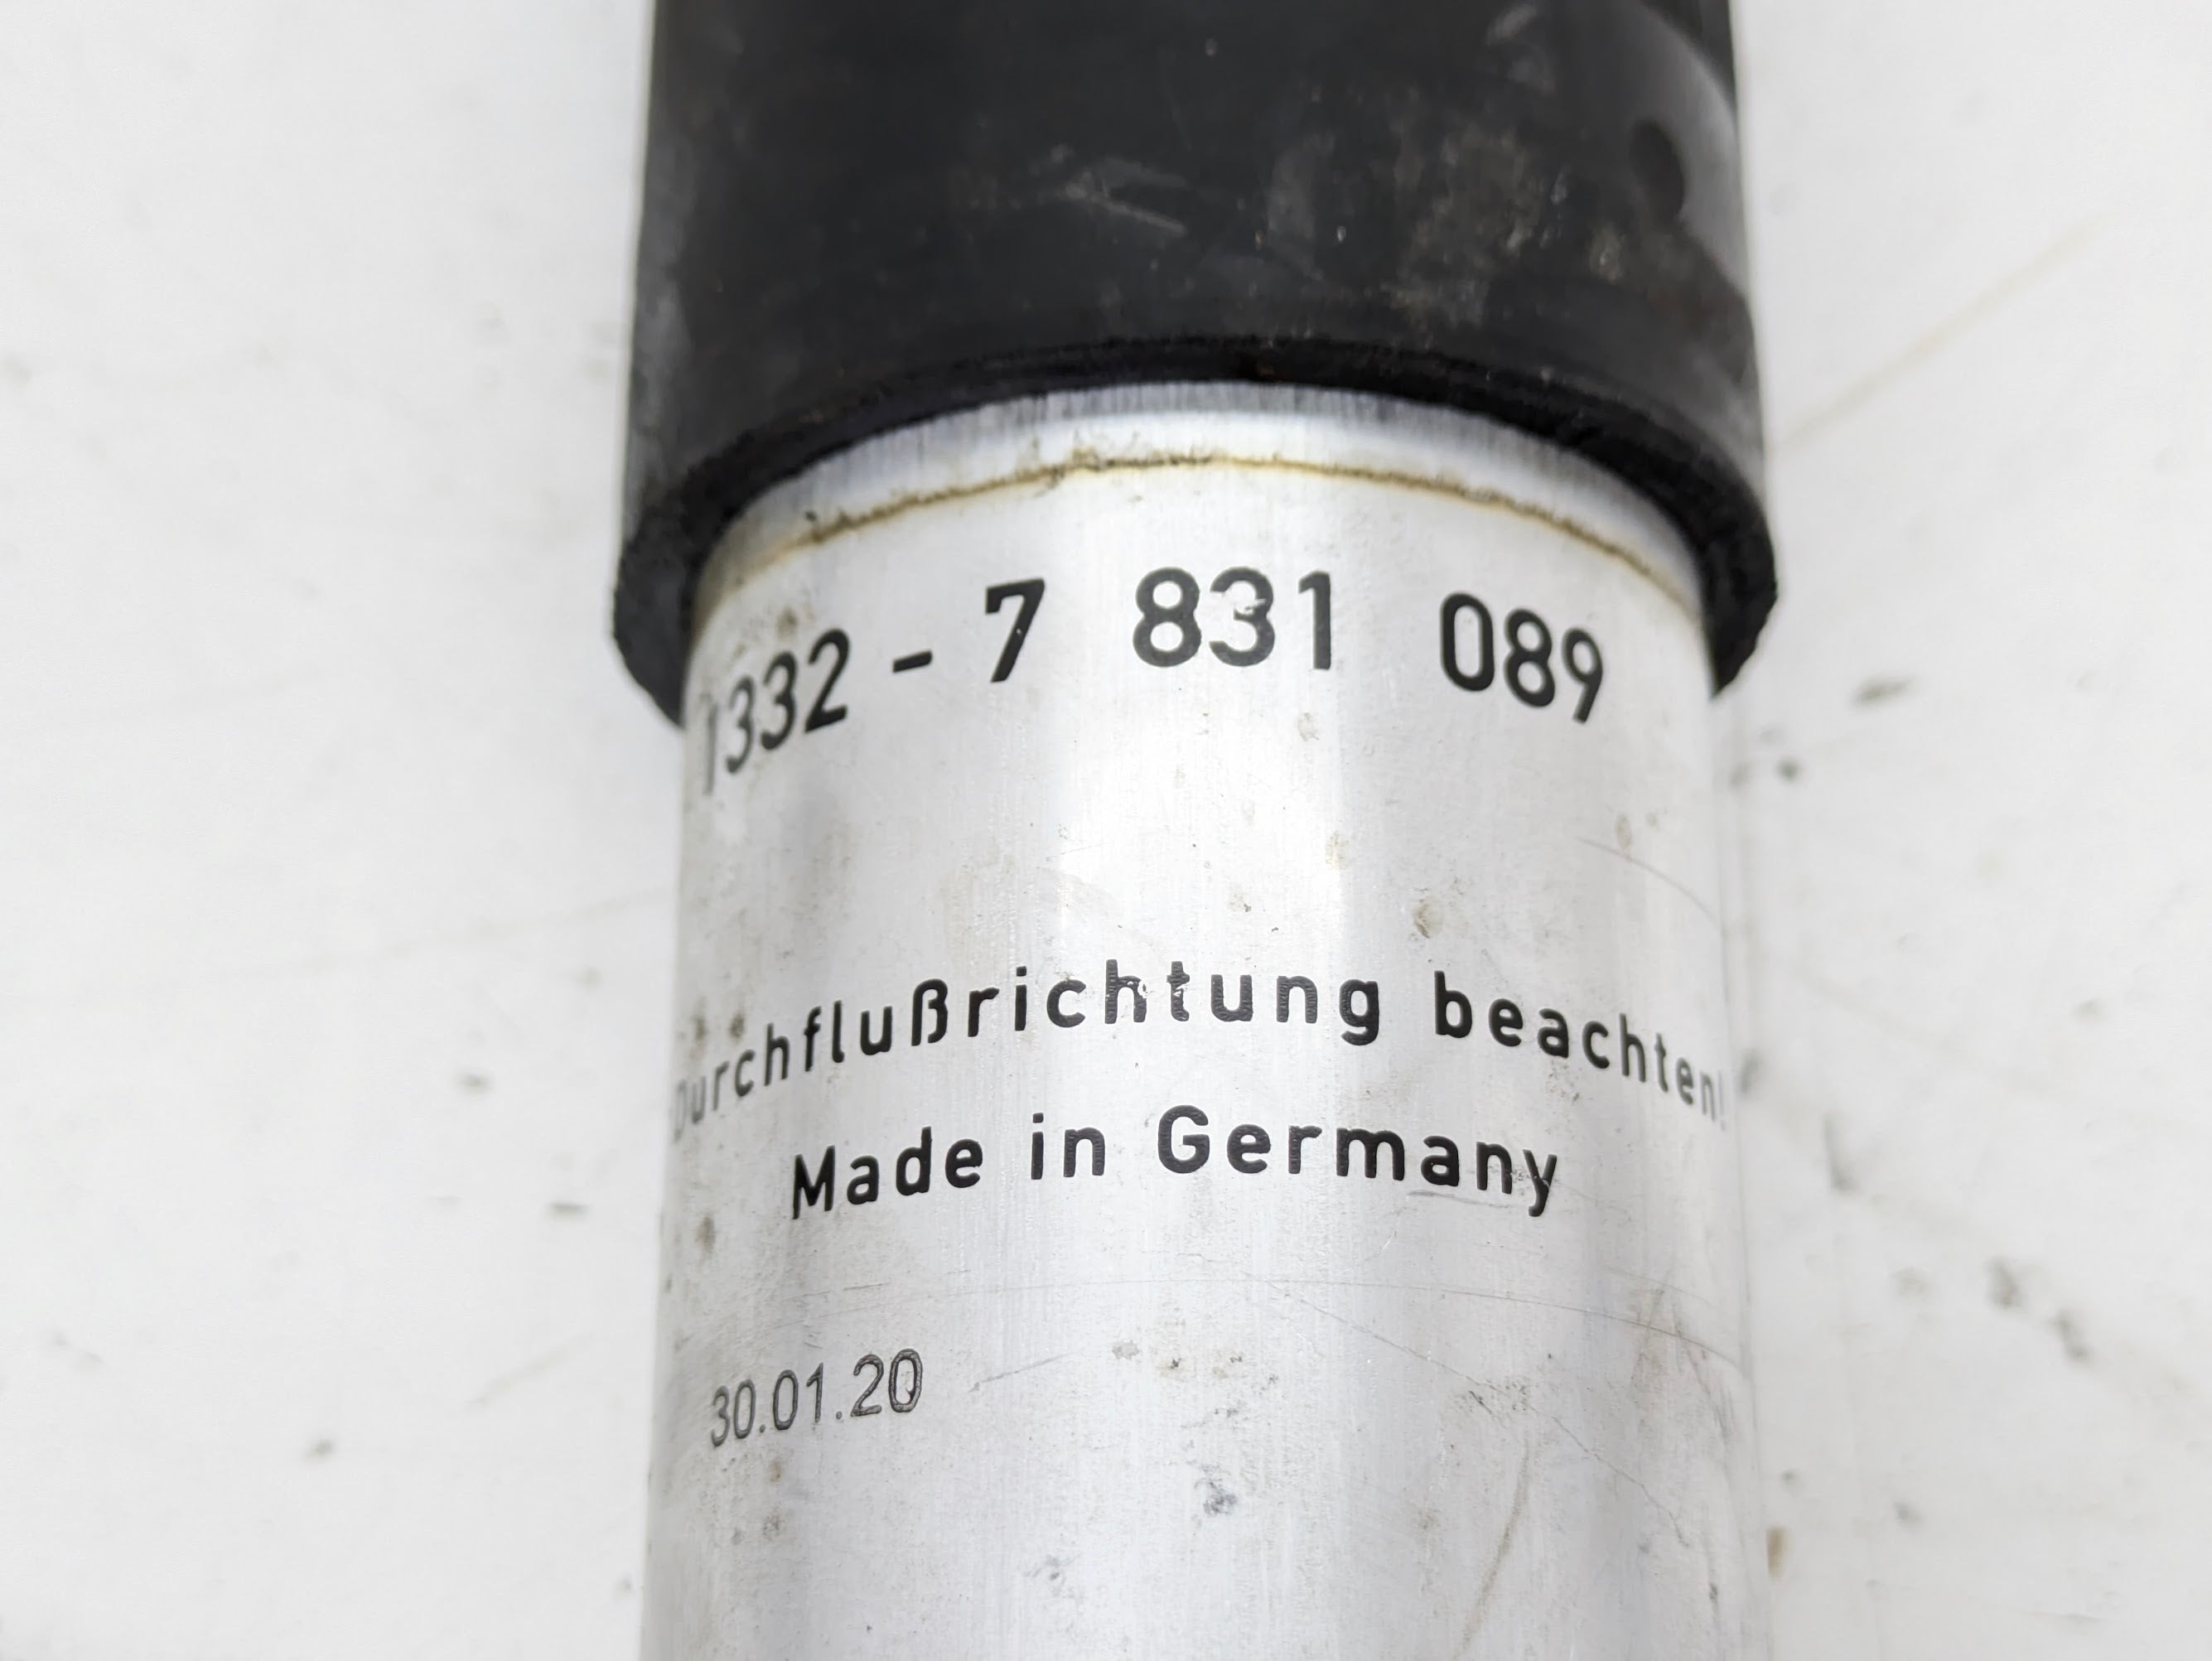 1332-7 831 089
Durchflußrichtung beachten!
Made in Germany
30.01.20